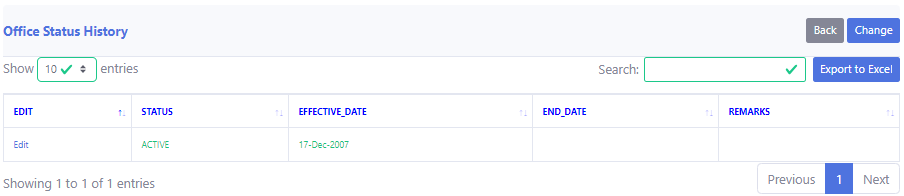 Office Status History Back Change
Show 10 entries Search: Export to Excel
EDIT STATUS EFFECTIVE_DATE END_DATE REMARKS
Edit ACTIVE 17-Dec-2007
Showing 1 to 1 of 1 entries Previous 1 Next